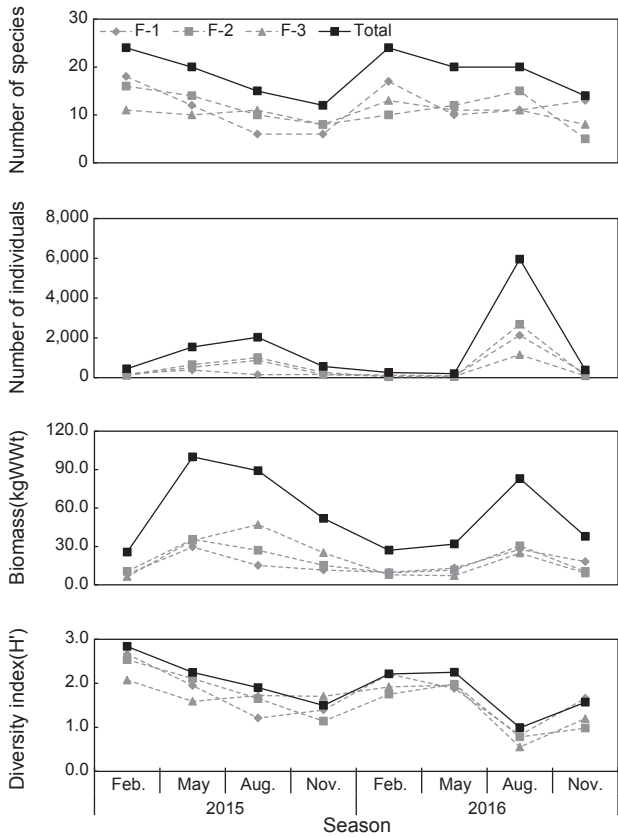 Number of species
30
20
10
0
F-1 F-2 F-3 Total
Number of individuals
8,000
6,000
4,000
2,000
0
Biomass(kgWWt)
120.0
90.0
60.0
30.0
0.0
Diversity index(H')
3.0
2.0
1.0
0.0
Feb. May Aug. Nov. Feb. May Aug. Nov.
2015 2016
Season